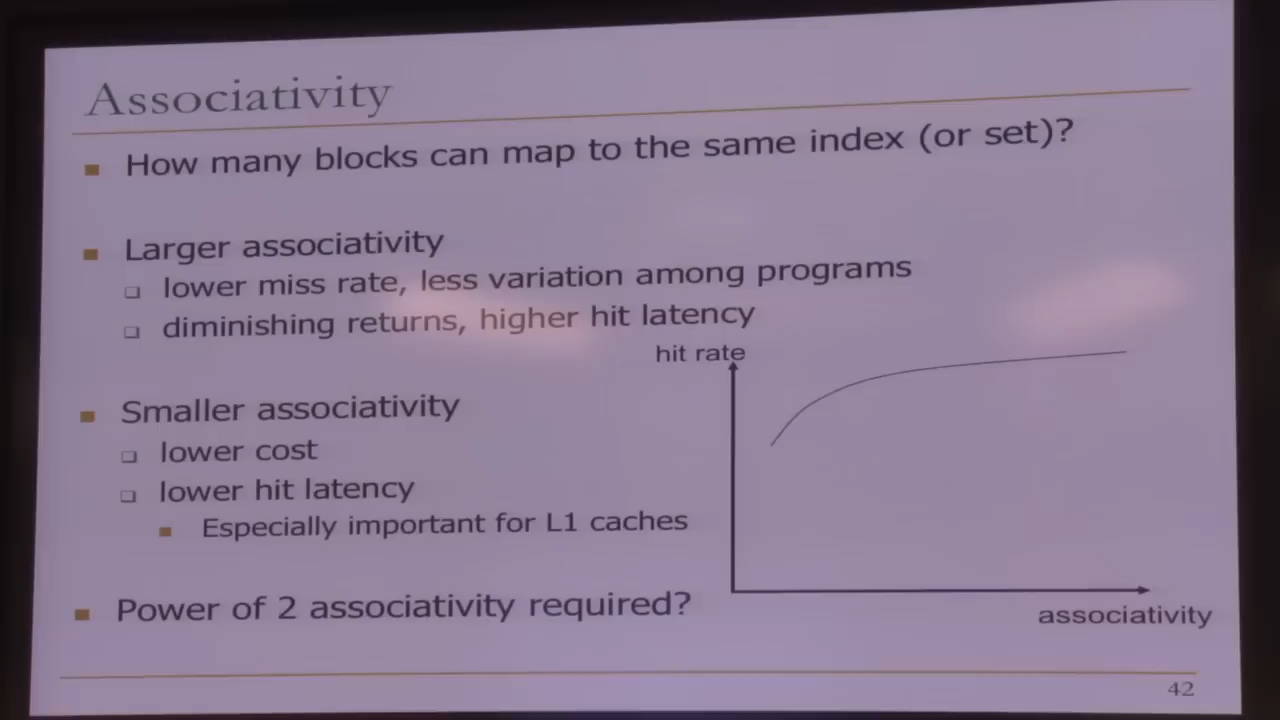 Associativity
How many blocks can map to the same index (or set)?
Larger associativity
lower miss rate, less variation among programs
diminishing returns, higher hit latency
hit rate
Smaller associativity
lower cost
lower hit latency
Especially important for L1 caches
Power of 2 associativity required?
associativity
42